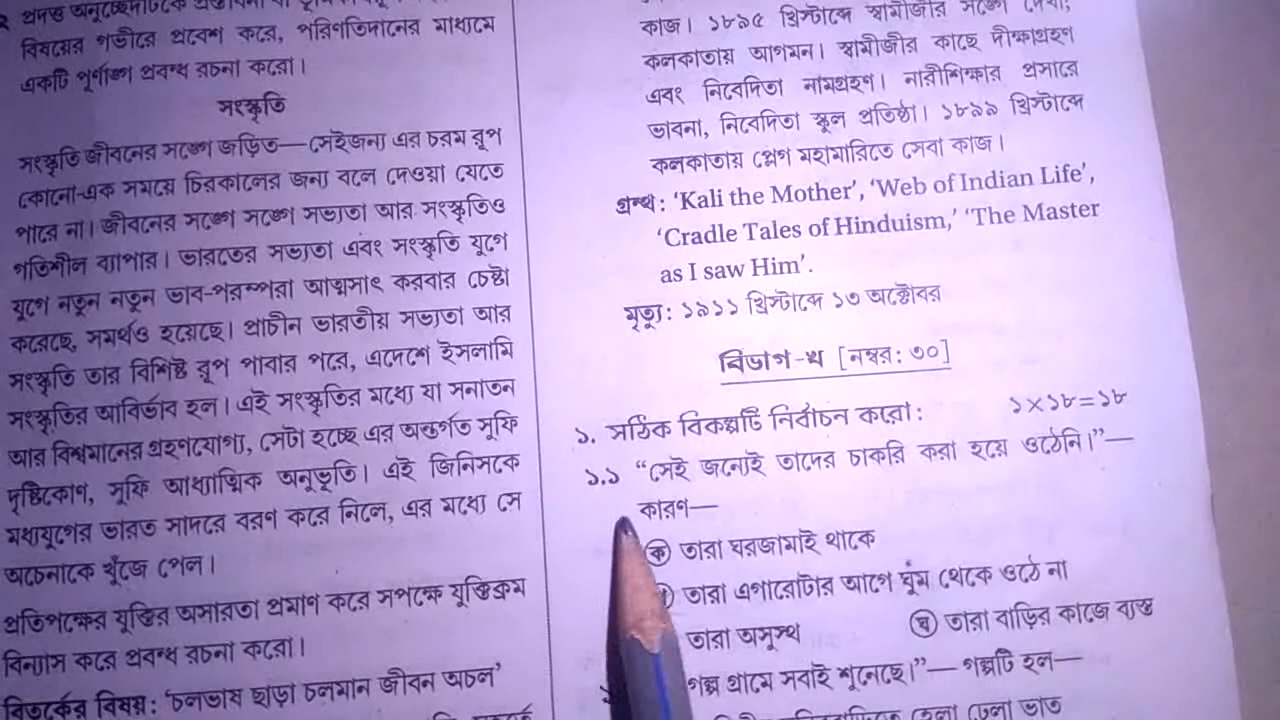 বিষয়ের গভীরে প্রবেশ করে, পরিণতিদানের মাধ্যমে
একটি পূর্ণাঙ্গ প্রবন্ধ রচনা করো।
সংস্কৃতি
সংস্কৃতি জীবনের সঙ্গে জড়িত—সেইজন্য এর চরম রূপ
কোনো-এক সময়ে চিরকালের জন্য বলে দেওয়া যেতে
পারে না। জীবনের সঙ্গে সঙ্গে সভ্যতা আর সংস্কৃতিও
গতিশীল ব্যাপার। ভারতের সভ্যতা এবং সংস্কৃতি যুগে
যুগে নতুন নতুন ভাব-পরম্পরা আত্মসাৎ করবার চেষ্টা
করেছে, সমর্থও হয়েছে। প্রাচীন ভারতীয় সভ্যতা আর
সংস্কৃতি তার বিশিষ্ট রূপ পাবার পরে, এদেশে ইসলামি
সংস্কৃতির আবির্ভাব হল। এই সংস্কৃতির মধ্যে যা সনাতন
আর বিশ্বমানের গ্রহণযোগ্য, সেটা হচ্ছে এর অন্তর্গত সূফি
দৃষ্টিকোণ, সূফি আধ্যাত্মিক অনুভূতি। এই জিনিসকে
মধ্যযুগের ভারত সাদরে বরণ করে নিলে, এর মধ্যে সে
অচেনাকে খুঁজে পেল।
প্রতিপক্ষের যুক্তির অসারতা প্রমাণ করে সপক্ষে যুক্তিক্রম
বিন্যাস করে প্রবন্ধ রচনা করো।
বিতর্কের বিষয়: ‘চলভাষ ছাড়া চলমান জীবন অচল’
কাজ। ১৮৯৫ খ্রিস্টাব্দে স্বামীজীর সঙ্গে দেখা,
কলকাতায় আগমন। স্বামীজীর কাছে দীক্ষাগ্রহণ
এবং নিবেদিতা নামগ্রহণ। নারীশিক্ষার প্রসারে
ভাবনা, নিবেদিতা স্কুল প্রতিষ্ঠা। ১৮৯৯ খ্রিস্টাব্দে
কলকাতায় প্লেগ মহামারিতে সেবা কাজ।
গ্রন্থ: ‘Kali the Mother’, ‘Web of Indian Life’,
‘Cradle Tales of Hinduism,’ ‘The Master
as I saw Him’.
মৃত্যু: ১৯১১ খ্রিস্টাব্দে ১৩ অক্টোবর
বিভাগ-খ [নম্বর: ৩০]
১. সঠিক বিকল্পটি নির্বাচন করো: ১×১৮=১৮
১.১ “সেই জন্যেই তাদের চাকরি করা হয়ে ওঠেনি।”—
কারণ—
ক তারা ঘরজামাই থাকে
তারা এগারোটার আগে ঘুম থেকে ওঠে না
তারা অসুস্থ ঘ তারা বাড়ির কাজে ব্যস্ত
গল্প গ্রামে সবাই শুনেছে।”— গল্পটি হল—